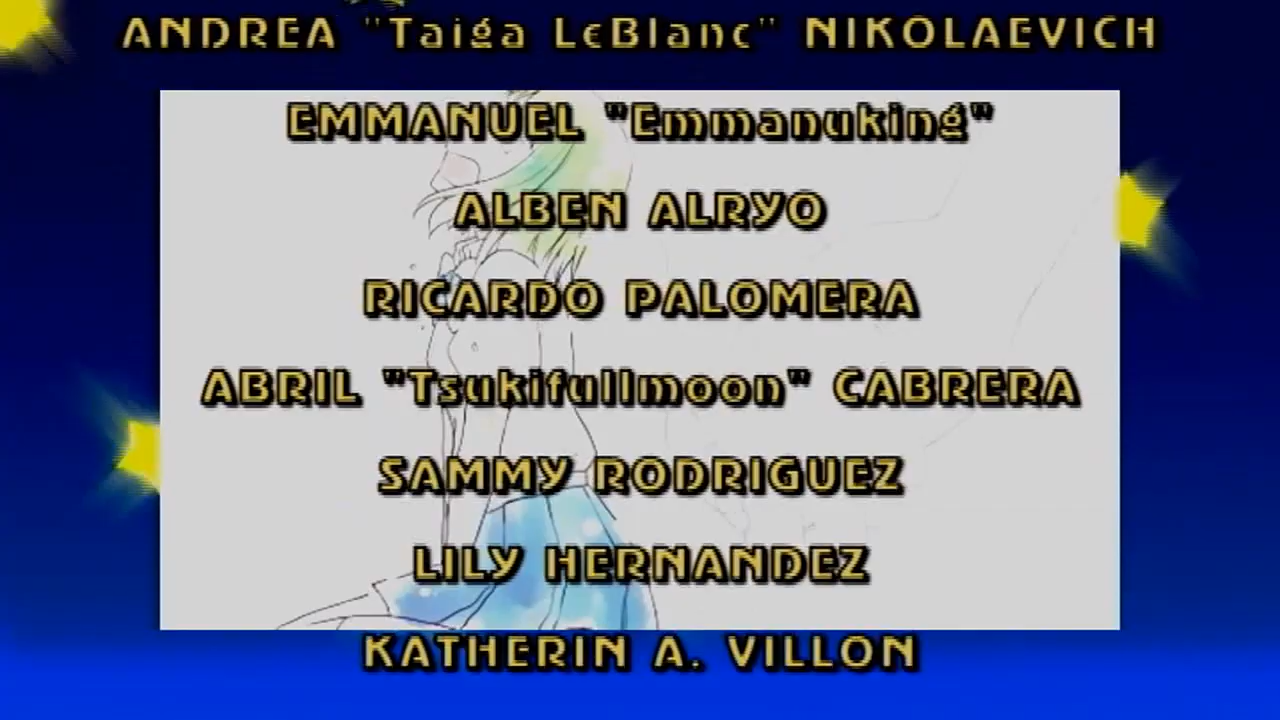 ANDREA "Taiga LeBlanc" NIKOLAEVICH
EMMANUEL "Emmanuking"
ALBEN ALRYO
RICARDO PALOMERA
ABRIL "Tsukifullmoon" CABRERA
SAMMY RODRIGUEZ
LILY HERNANDEZ
KATHERIN A. VILLON